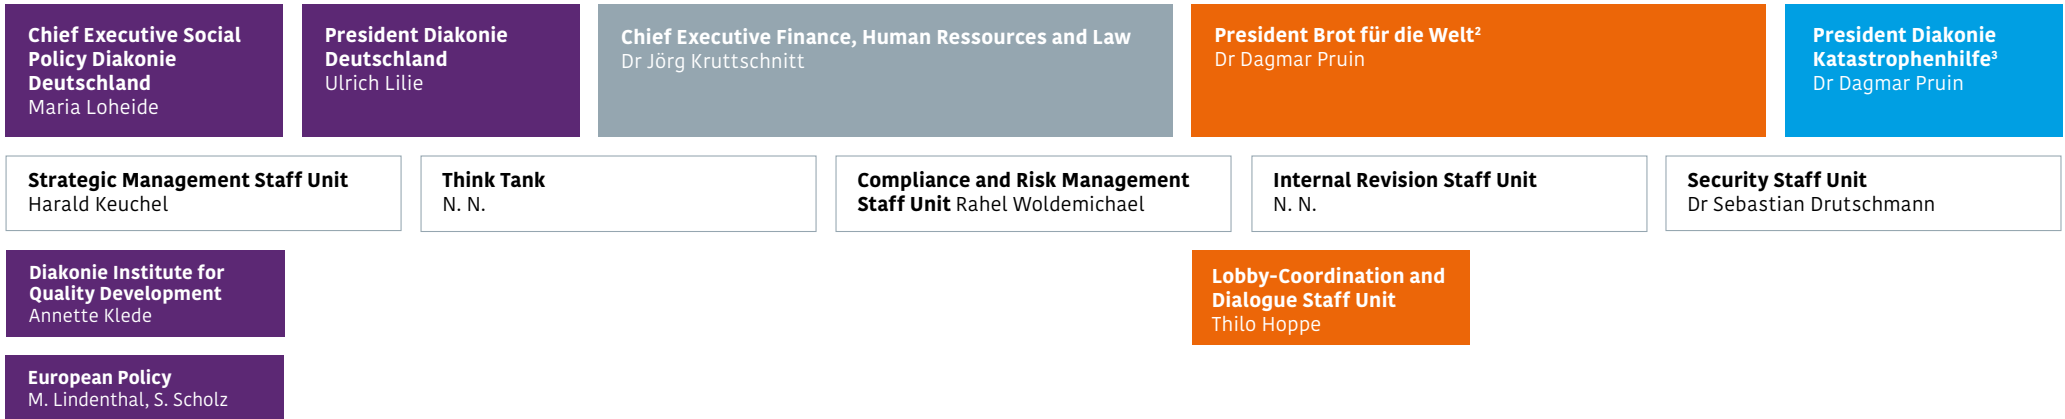 Chief Executive Social
Policy Diakonie
Deutschland
Maria Loheide
President Diakonie
Deutschland
Ulrich Lilie
Chief Executive Finance, Human Ressources and Law
Dr Jörg Kruttschnitt
President Brot für die Welt²
Dr Dagmar Pruin
President Diakonie
Katastrophenhilfe³
Dr Dagmar Pruin
Strategic Management Staff Unit
Harald Keuchel
Think Tank
N. N.
Compliance and Risk Management
Staff Unit Rahel Woldemichael
Internal Revision Staff Unit
N. N.
Security Staff Unit
Dr Sebastian Drutschmann
Diakonie Institute for
Quality Development
Annette Klede
Lobby-Coordination and
Dialogue Staff Unit
Thilo Hoppe
European Policy
M. Lindenthal, S. Scholz